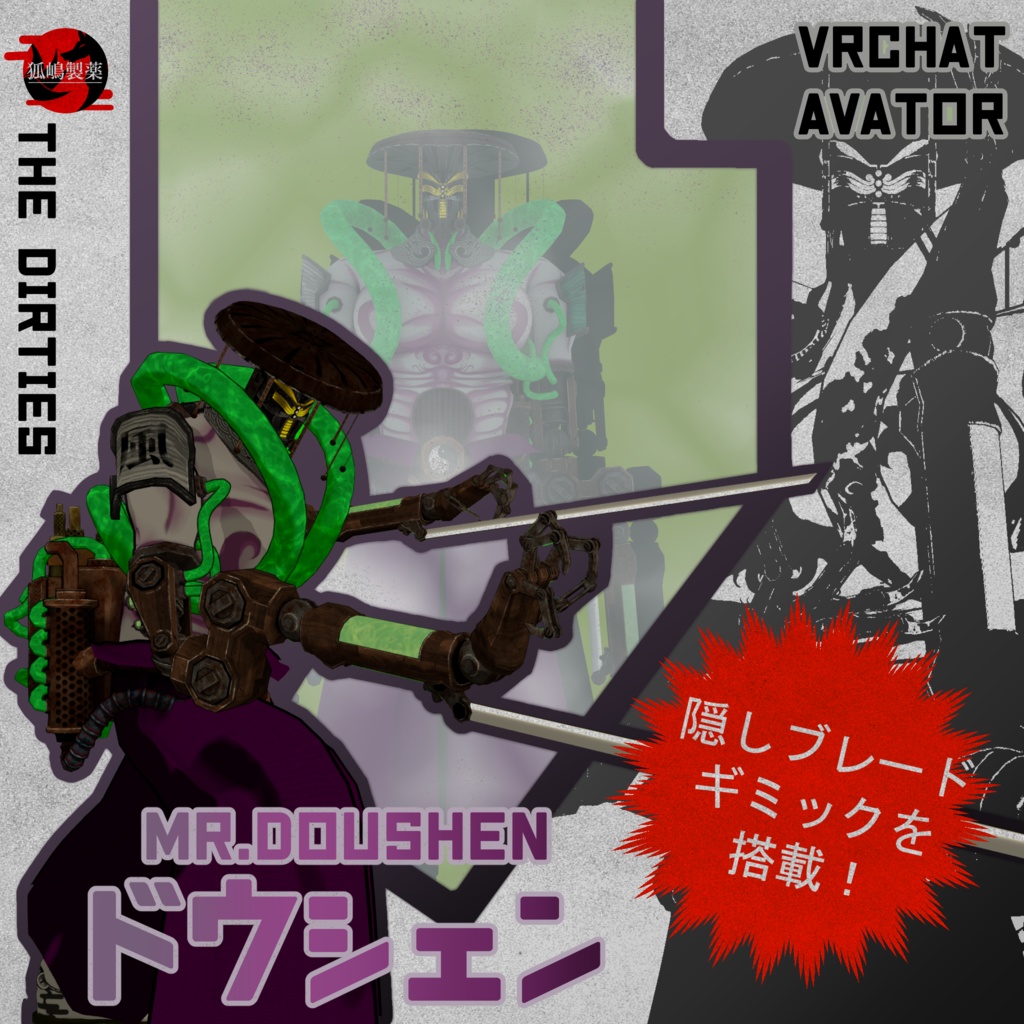 狐嶋製薬
THE DIRTIES
VRCHAT
AVATOR
隠しブレード
ギミックを
搭載！
MR.DOUSHEN
ドウシェン